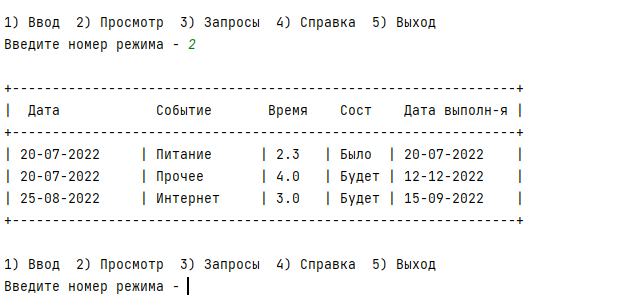 1) Ввод  2) Просмотр  3) Запросы  4) Справка  5) Выход
Введите номер режима - 2
+---------------------------------------------------------------+
|  Дата            Событие       Время    Сост    Дата выполн-я |
+---------------------------------------------------------------+
| 20-07-2022     | Питание      | 2.3   | Было  | 20-07-2022    |
| 20-07-2022     | Прочее       | 4.0   | Будет | 12-12-2022    |
| 25-08-2022     | Интернет     | 3.0   | Будет | 15-09-2022    |
+---------------------------------------------------------------+
1) Ввод  2) Просмотр  3) Запросы  4) Справка  5) Выход
Введите номер режима -